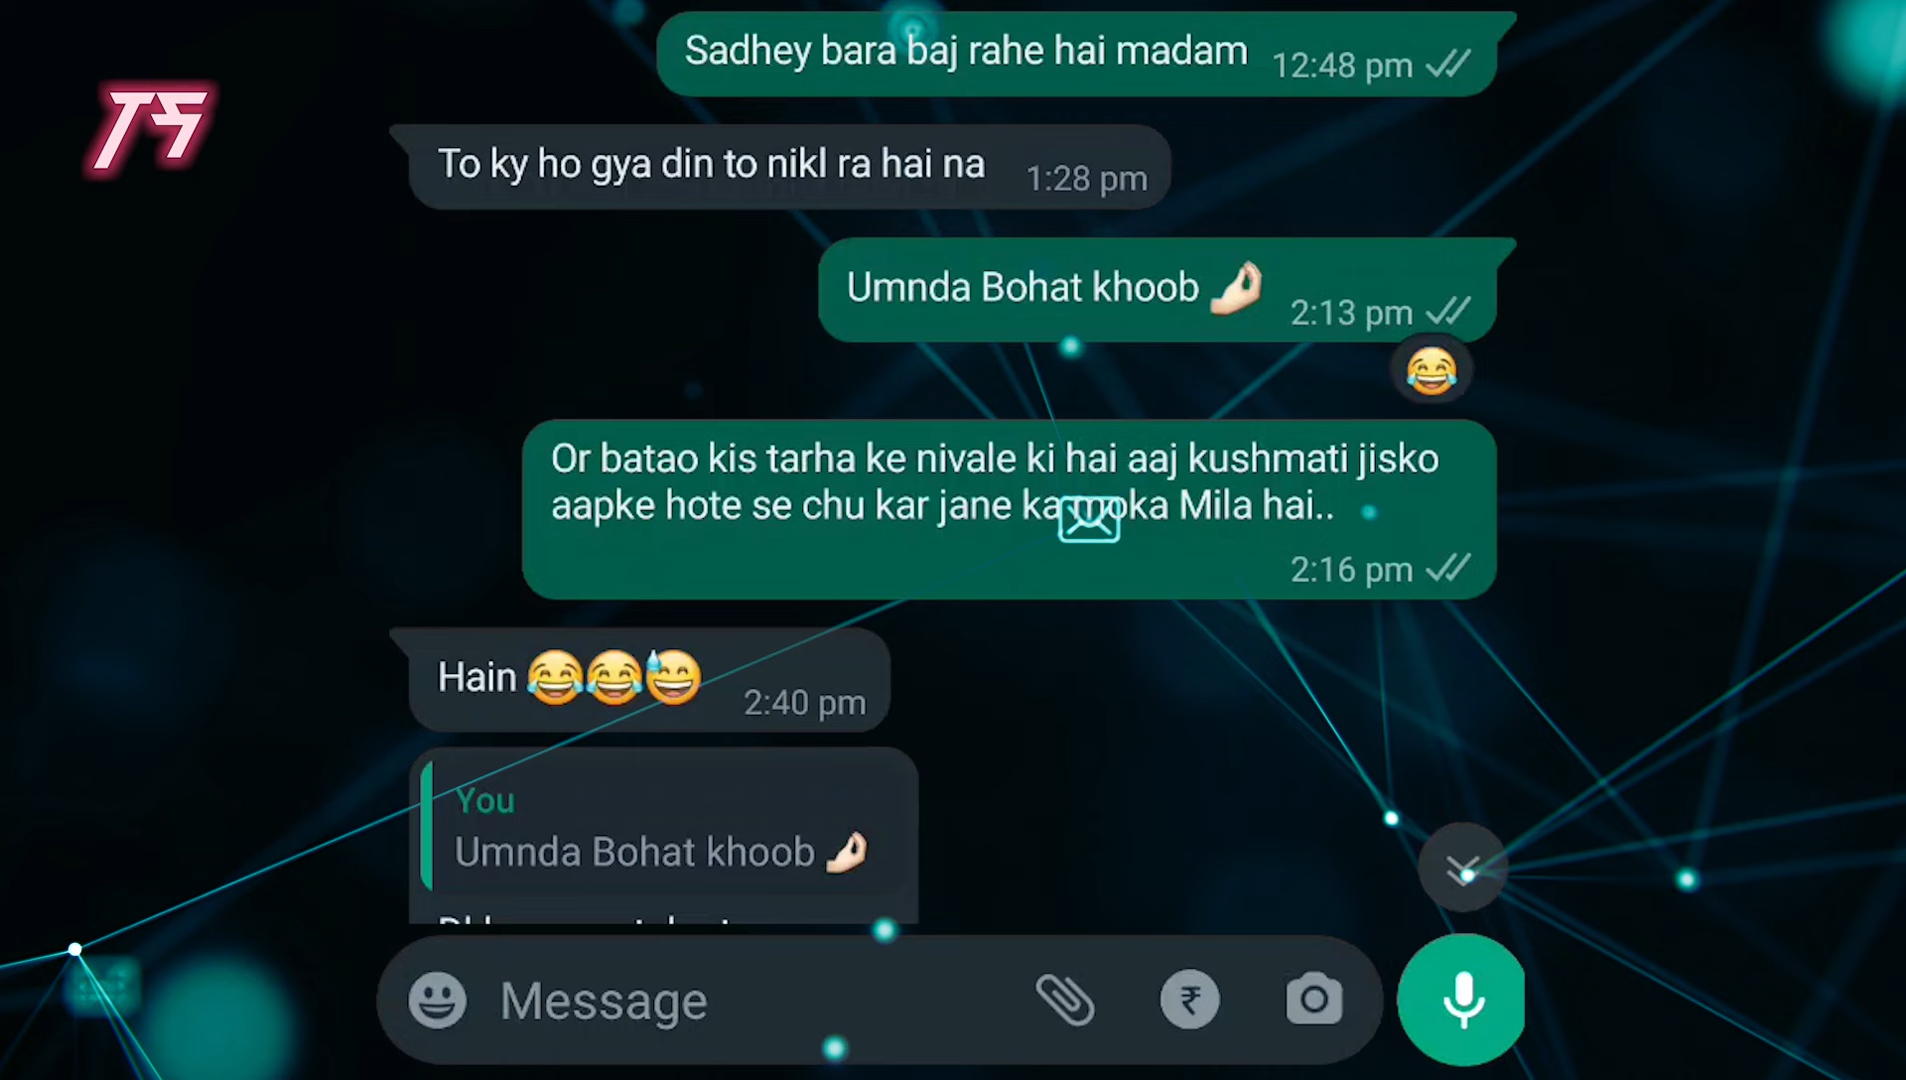 Sadhey bara baj rahe hai madam 12:48 pm
TS
To ky ho gya din to nikl ra hai na 1:28 pm
Umnda Bohat khoob 🤌🏻 2:13 pm
😂
Or batao kis tarha ke nivale ki hai aaj kushmati jisko
aapke hote se chu kar jane ka moka Mila hai..
2:16 pm
Hain 😂😂😅 2:40 pm
You
Umnda Bohat khoob 🤌🏻
Message